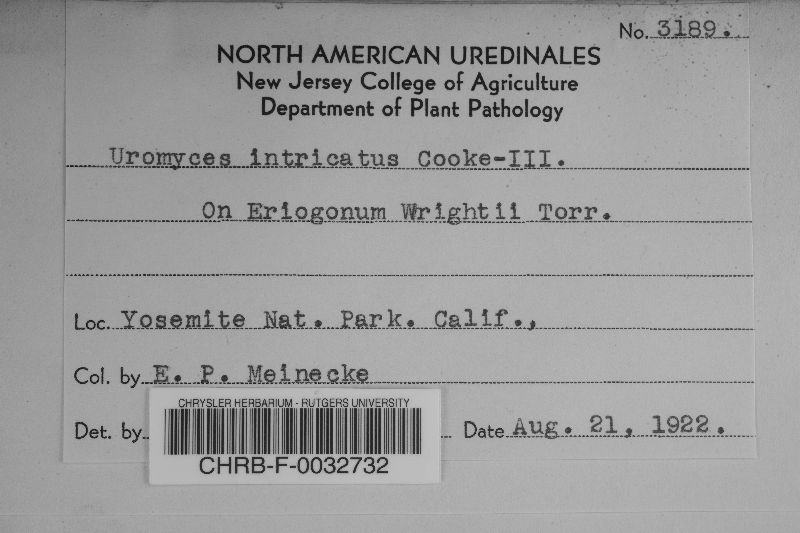 No. 3189.
NORTH AMERICAN UREDINALES
New Jersey College of Agriculture
Department of Plant Pathology
Uromyces intricatus Cooke-III.
On Eriogonum Wrightii Torr.
Loc. Yosemite Nat. Park. Calif.,
Col. by E. P. Meinecke
Det. by Date Aug. 21, 1922.
CHRYSLER HERBARIUM - RUTGERS UNIVERSITY
CHRB-F-0032732